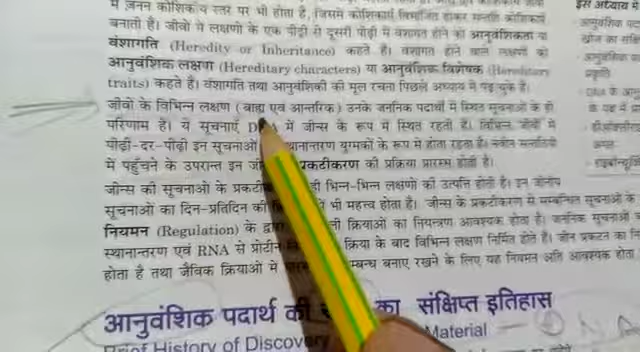 में जनन कोशिकीय स्तर पर भी होता है, जिसमें कोशिकाएँ विभाजित होकर सन्तति कोशिकाएँ
बनाती हैं। जीवों में लक्षणों के एक पीढ़ी से दूसरी पीढ़ी में वंशागत होने को आनुवंशिकता या
वंशागति (Heredity or Inheritance) कहते हैं। वंशागत होने वाले लक्षणों को
आनुवंशिक लक्षण (Hereditary characters) या आनुवंशिक विशेषक (Hereditary
traits) कहते हैं। वंशागति तथा आनुवंशिकी की मूल रचना पिछले अध्याय में पढ़ चुके हैं।
जीवों के विभिन्न लक्षण (बाह्य एवं आन्तरिक) उनके जननिक पदार्थों में स्थित सूचनाओं के ही
परिणाम हैं। ये सूचनाएँ D में जीन्स के रूप में स्थित रहती हैं। विभिन्न जीवों में
पीढ़ी-दर-पीढ़ी इन सूचनाओं स्थानान्तरण युग्मकों के रूप में होता रहता है। नवीन सन्ततियों
में पहुँचने के उपरान्त इन प्रकटीकरण की प्रक्रिया प्रारम्भ होती है।
जीन्स की सूचनाओं के ही भिन्न-भिन्न लक्षणों की उत्पत्ति होती है। इन जीनीय
सूचनाओं का दिन-प्रतिदिन की भी महत्त्व होता है। जीन्स के प्रकटीकरण से सम्बन्धित सूचनाओं के
नियमन (Regulation) के द्वारा क्रियाओं का नियन्त्रण आवश्यक होता है। जननिक सूचनाओं
स्थानान्तरण एवं RNA से प्रोटीन क्रिया के बाद विभिन्न लक्षण निर्मित होते हैं। जीन प्रकटन का
होता है तथा जैविक क्रियाओं में बनाए रखने के लिए यह नियमन अति आवश्यक होता
आनुवंशिक पदार्थ की का संक्षिप्त इतिहास
Brief History of Discovery Material
इस अध्याय में